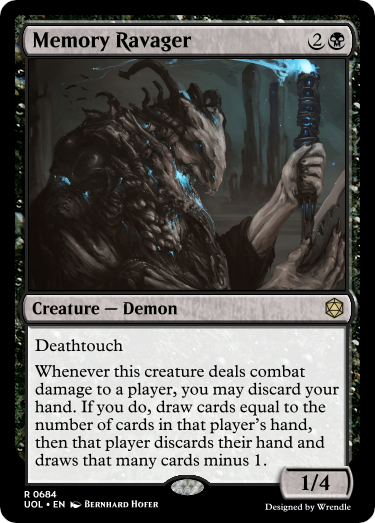 Memory Ravager 2
Creature — Demon
Deathtouch
Whenever this creature deals combat
damage to a player, you may discard your
hand. If you do, draw cards equal to the
number of cards in that player's hand,
then that player discards their hand and
draws that many cards minus 1.
1/4
R 0684
UOL • EN Bernhard Hofer
Designed by Wrendle